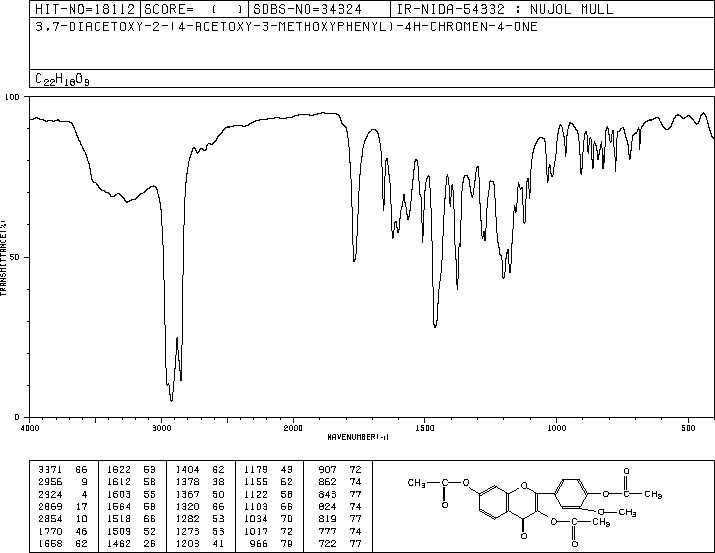 HIT-NO=18112 SCORE= ( ) SDBS-NO=34324 IR-NIDA-54332 : NUJOL MULL
3,7-DIACETOXY-2-(4-ACETOXY-3-METHOXYPHENYL)-4H-CHROMEN-4-ONE
C22H18O9
100
50
0
TRANSMITTANCE(%)
4000 3000 2000 1500 1000 500
WAVENUMBER(-1)
3371 66 1622 53 1404 62 1179 43 907 72
2956 9 1612 58 1378 38 1155 62 862 74
2924 4 1603 55 1367 50 1122 58 843 77
2869 17 1564 58 1320 66 1103 66 824 74
2854 10 1518 66 1282 53 1034 70 819 77
1770 46 1509 52 1273 53 1017 72 777 74
1658 62 1462 26 1203 41 966 79 722 77
CH3 C O O O O O C O CH3
O CH3
O O C CH3 O